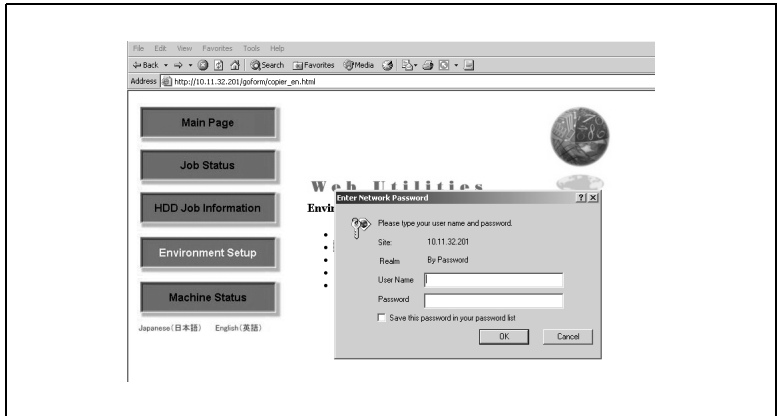 File Edit View Favorites Tools Help
Back Search Favorites Media
Address http://10.11.32.201/goform/copier_en.html
Main Page
Job Status
HDD Job Information
Environment Setup
Machine Status
Japanese(日本語) English(英語)
Web Utilities
Envir
Enter Network Password
Please type your user name and password.
Site: 10.11.32.201
Realm By Password
User Name
Password
Save this password in your password list
OK Cancel